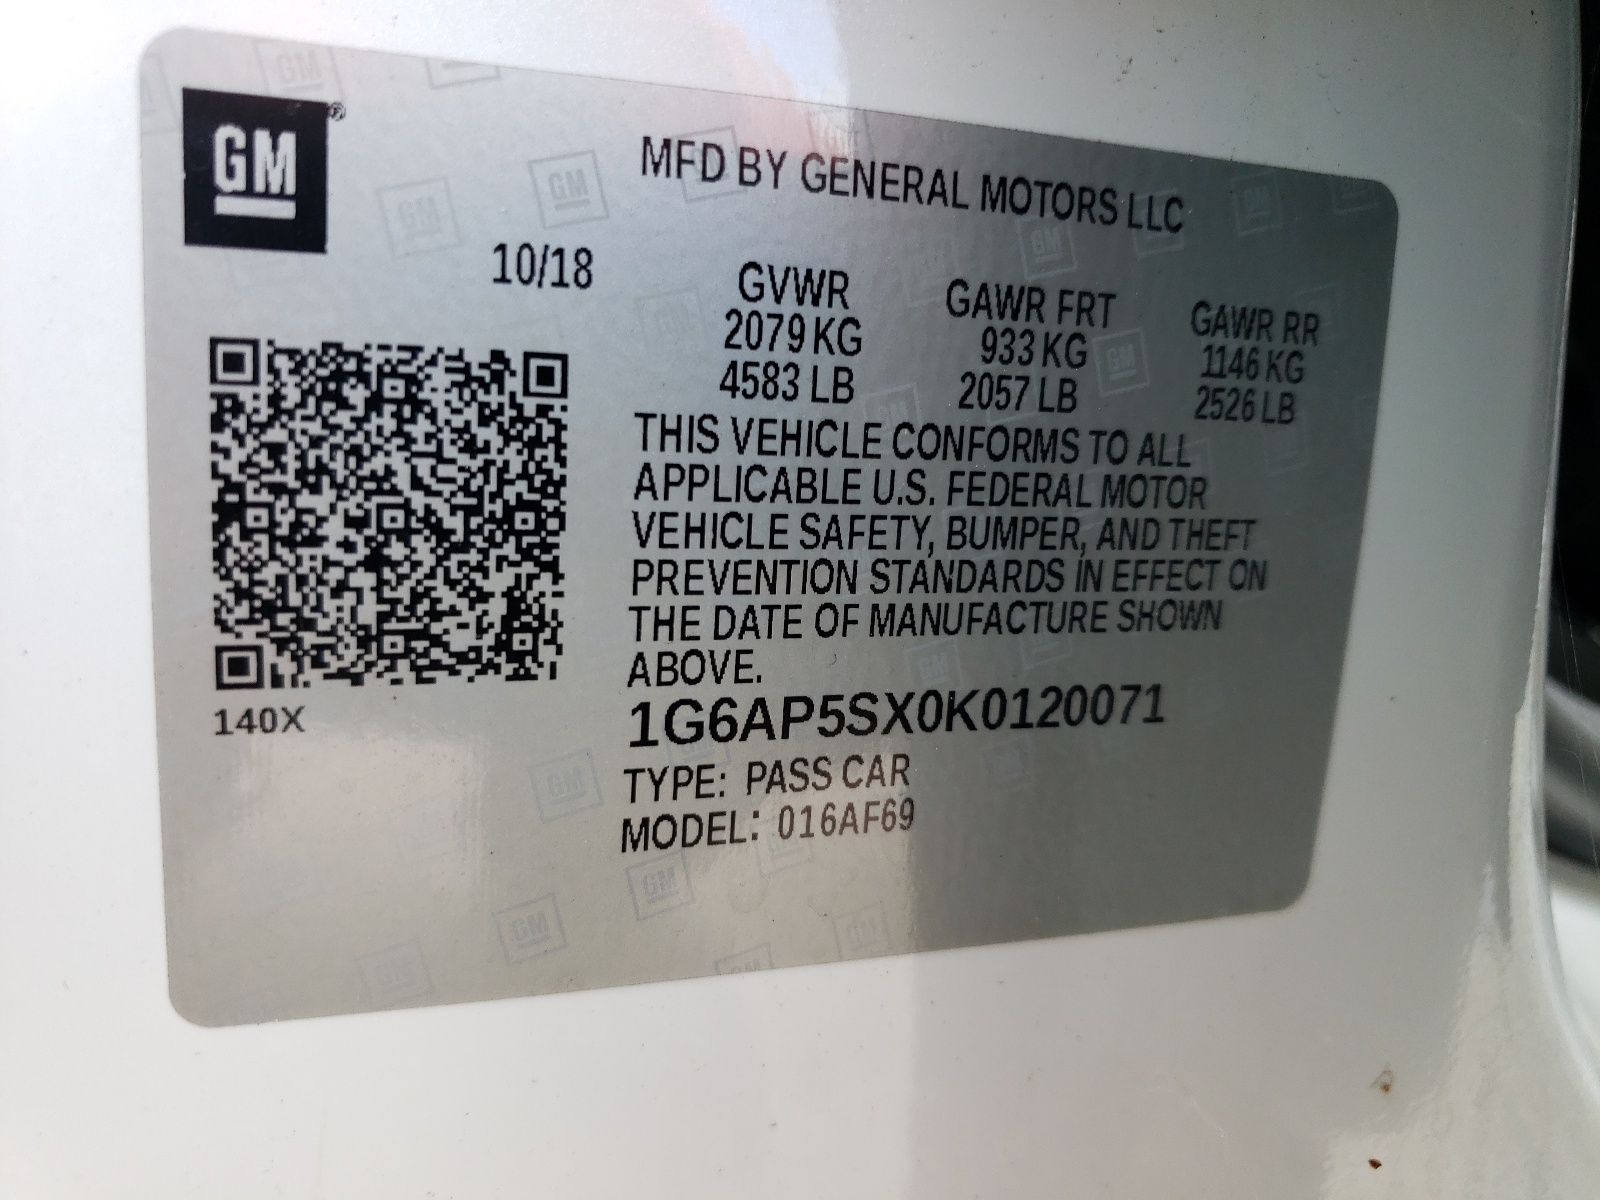 GM®
MFD BY GENERAL MOTORS LLC
10/18
GVWR
2079 KG
4583 LB
GAWR FRT
933 KG
2057 LB
GAWR RR
1146 KG
2526 LB
THIS VEHICLE CONFORMS TO ALL
APPLICABLE U.S. FEDERAL MOTOR
VEHICLE SAFETY, BUMPER, AND THEFT
PREVENTION STANDARDS IN EFFECT ON
THE DATE OF MANUFACTURE SHOWN
ABOVE.
1G6AP5SX0K0120071
TYPE: PASS CAR
MODEL: 016AF69
140X